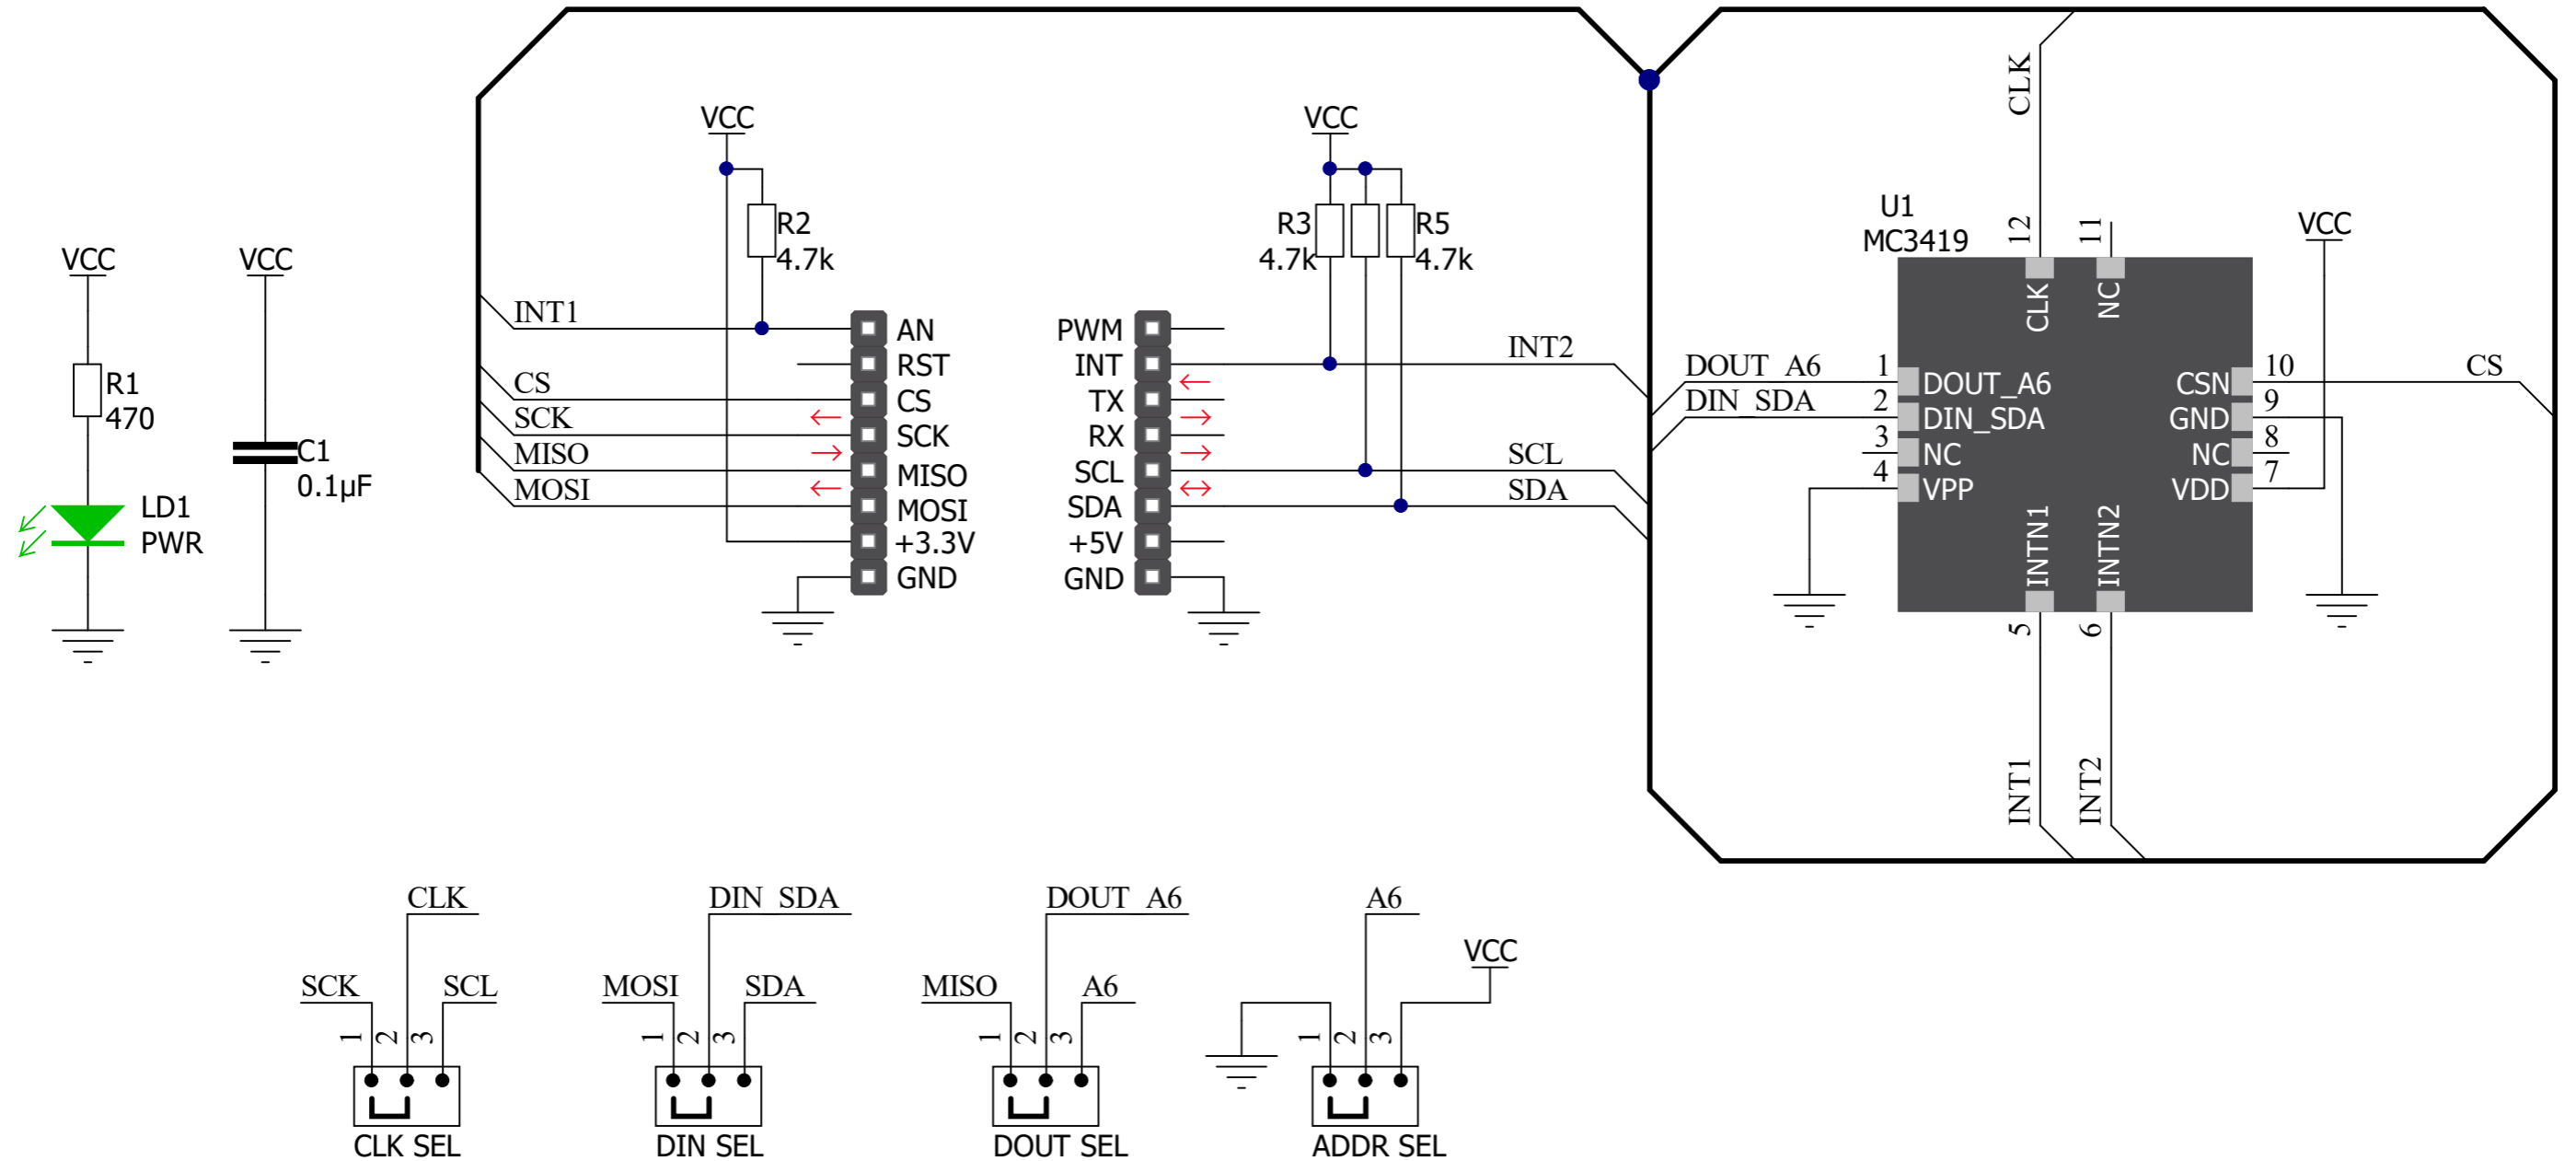 VCC
R1
470
LD1
PWR
VCC
C1
0.1µF
VCC
R2
4.7k
INT1
CS
SCK
MISO
MOSI
AN
RST
CS
SCK
MISO
MOSI
+3.3V
GND
VCC
R3
4.7k
R5
4.7k
PWM
INT
TX
RX
SCL
SDA
+5V
GND
INT2
SCL
SDA
CLK
U1
MC3419
12
11
VCC
CLK
NC
DOUT_A6
1
DOUT_A6
CSN
10
CS
DIN_SDA
2
DIN_SDA
GND
9
3
NC
NC
8
4
VPP
VDD
7
INTN1
INTN2
5
6
INT1
INT2
CLK
SCK
SCL
1
2
3
CLK SEL
DIN_SDA
MOSI
SDA
1
2
3
DIN SEL
DOUT_A6
MISO
A6
1
2
3
DOUT SEL
A6
VCC
1
2
3
ADDR SEL